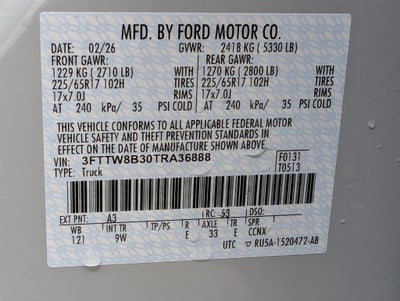 MFD. BY FORD MOTOR CO.
DATE: 02/26 GVWR: 2418 KG ( 5330 LB)
FRONT GAWR: REAR GAWR:
1229 KG ( 2710 LB) WITH 1270 KG ( 2800 LB) WITH
225/65R17 102H TIRES 225/65R17 102H TIRES
17x7.0J RIMS 17x7.0J RIMS
AT 240 kPa/ 35 PSI COLD AT 240 kPa/ 35 PSI COLD
THIS VEHICLE CONFORMS TO ALL APPLICABLE FEDERAL MOTOR
VEHICLE SAFETY AND THEFT PREVENTION STANDARDS IN
EFFECT ON THE DATE OF MANUFACTURE SHOWN ABOVE.
VIN: 3FTTW8B30TRA36888 F0131
TYPE: Truck T0513
EXT PNT: A3 RC: 53 DSO:
WB INT TR TP/PS R AXLE TR SPR
121 9W E 33 E CCNX
UTC ▼ RU5A-1520472-AB